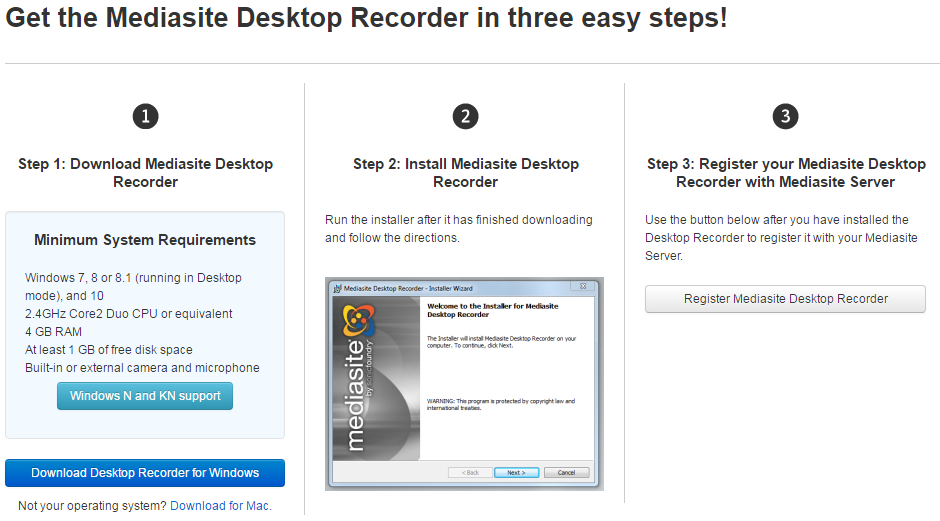 Get the Mediasite Desktop Recorder in three easy steps!
1
Step 1: Download Mediasite Desktop
Recorder
Minimum System Requirements
Windows 7, 8 or 8.1 (running in Desktop
mode), and 10
2.4GHz Core2 Duo CPU or equivalent
4 GB RAM
At least 1 GB of free disk space
Built-in or external camera and microphone
Windows N and KN support
Download Desktop Recorder for Windows
Not your operating system? Download for Mac.
2
Step 2: Install Mediasite Desktop
Recorder
Run the installer after it has finished downloading
and follow the directions.
Mediasite Desktop Recorder - Installer Wizard
mediasite
by sonicfoundry
Welcome to the Installer for Mediasite
Desktop Recorder
The Installer will install Mediasite Desktop Recorder on your
computer. To continue, click Next.
WARNING: This program is protected by copyright law and
international treaties.
< Back
Next >
Cancel
3
Step 3: Register your Mediasite Desktop
Recorder with Mediasite Server
Use the button below after you have installed the
Desktop Recorder to register it with your Mediasite
Server.
Register Mediasite Desktop Recorder